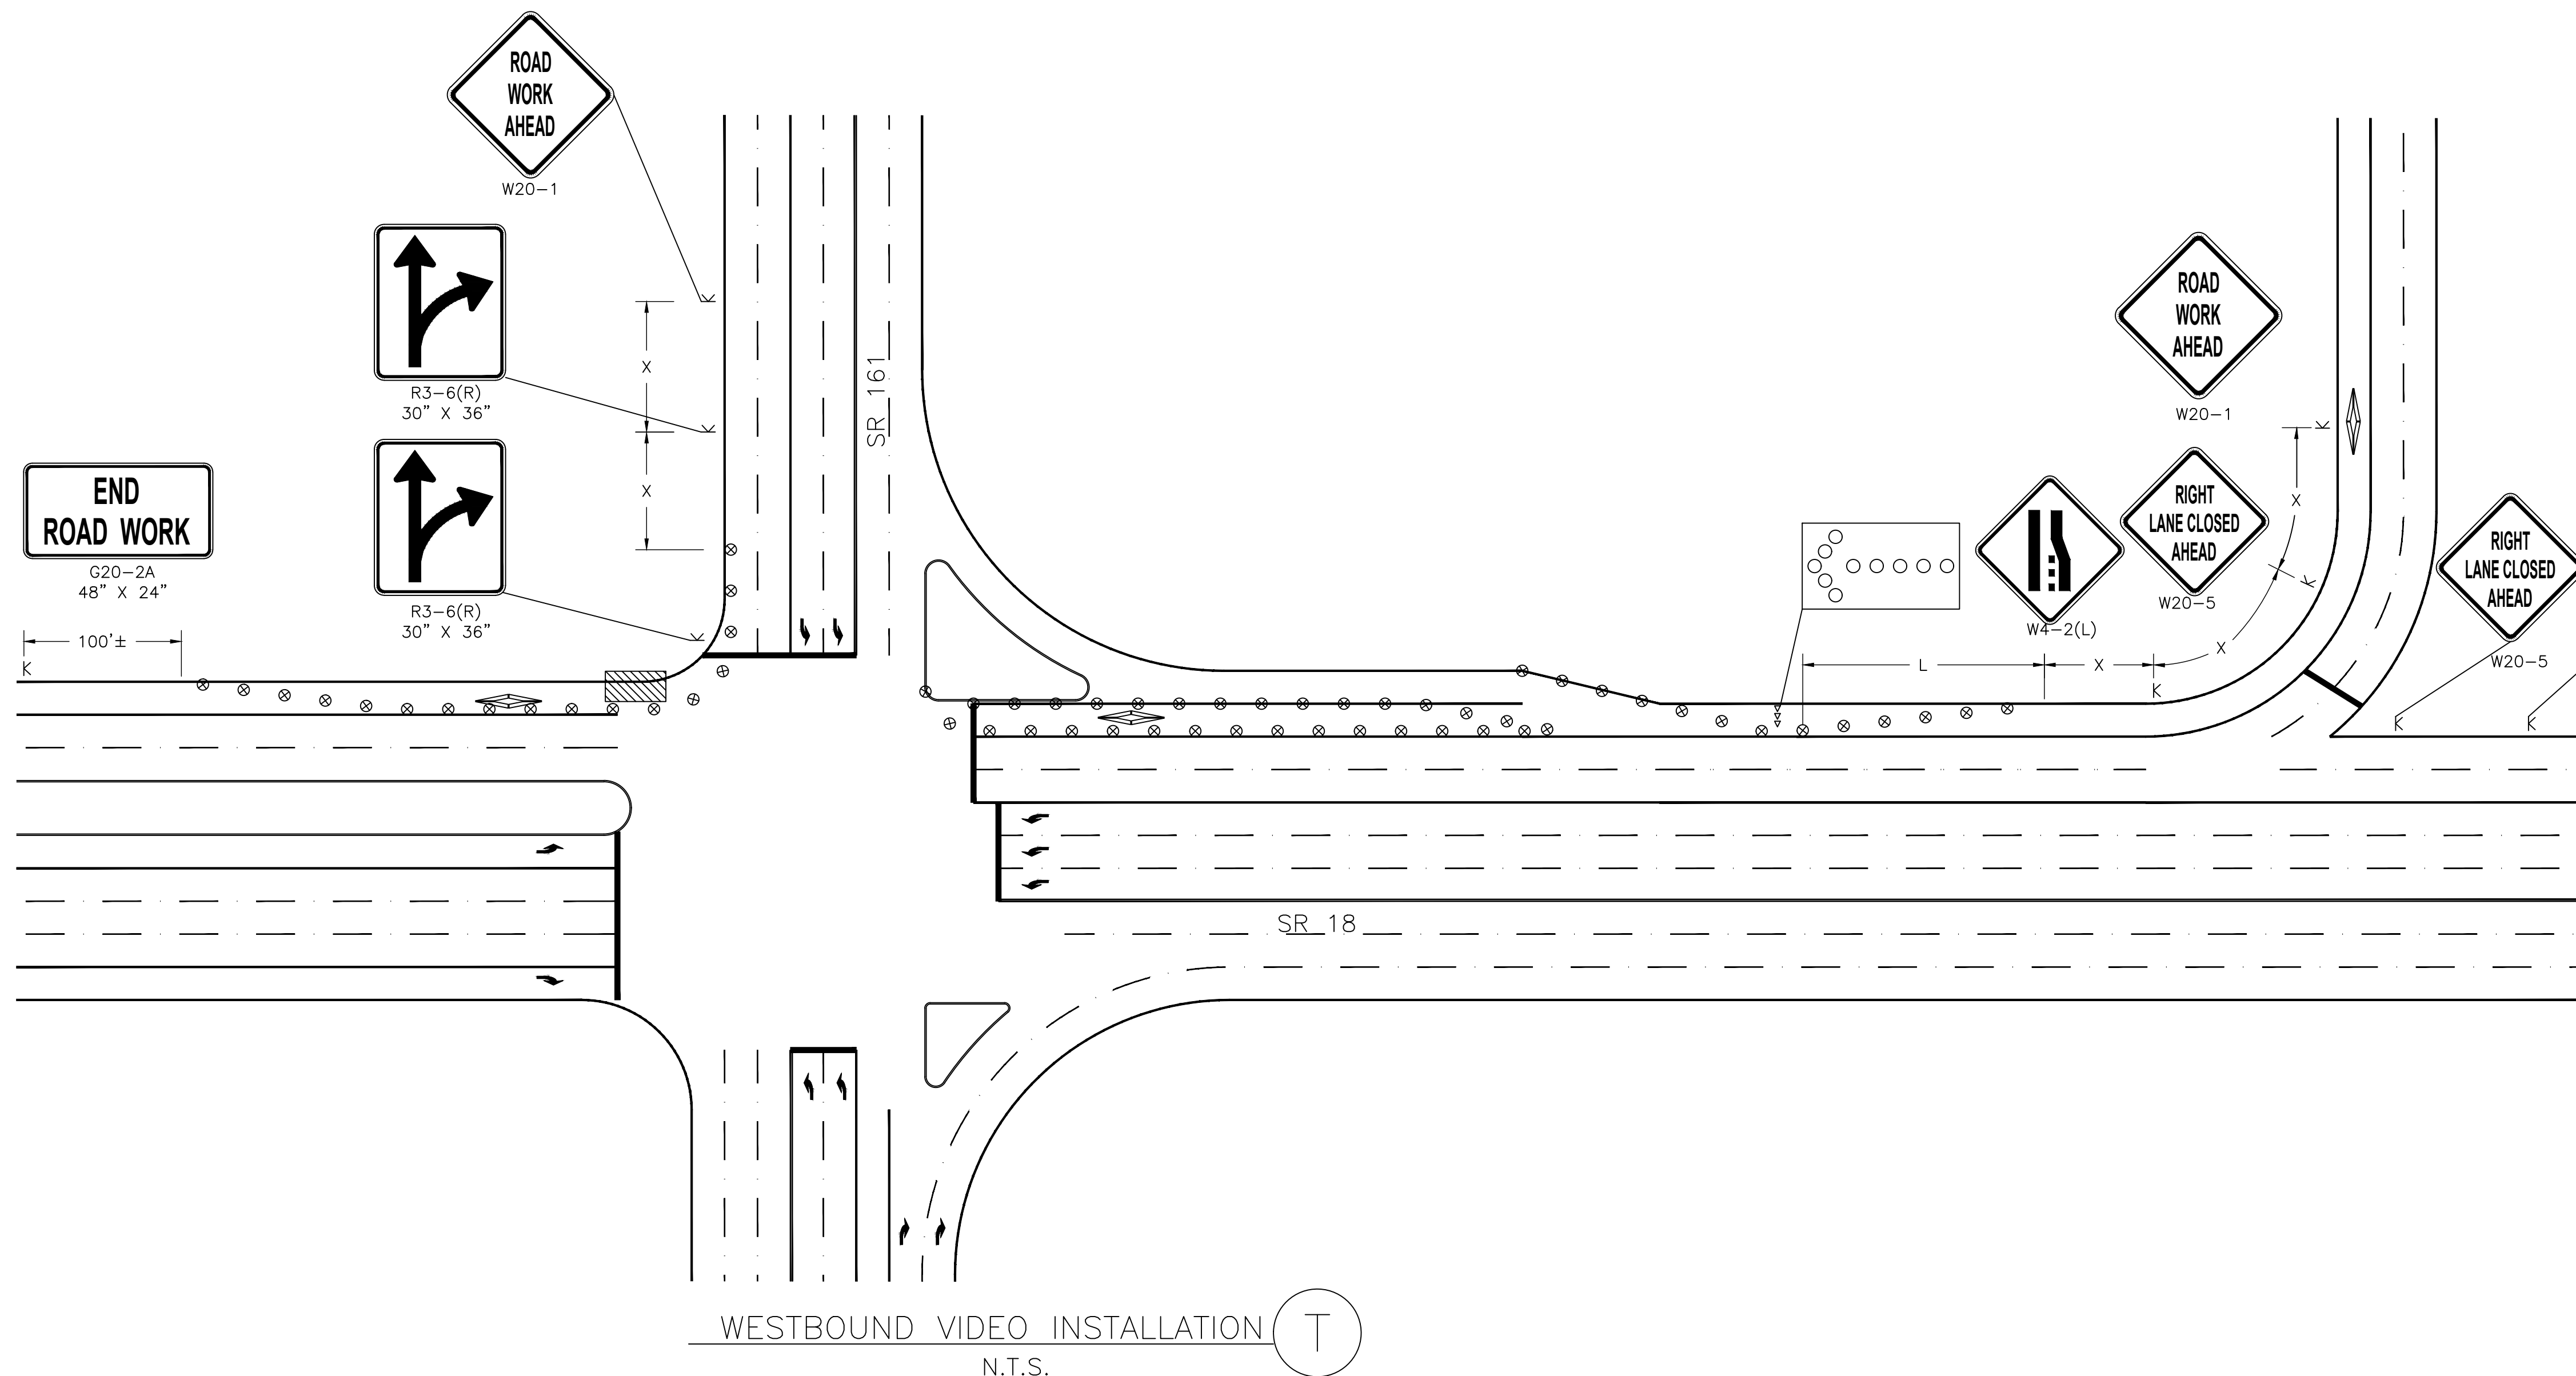 ROAD
WORK
AHEAD
W20-1
R3-6(R)
30" X 36"
X
SR 161
R3-6(R)
30" X 36"
X
END
ROAD WORK
G20-2A
48" X 24"
100'±
ROAD
WORK
AHEAD
W20-1
X
RIGHT
LANE CLOSED
AHEAD
W20-5
X
W4-2(L)
L
X
RIGHT
LANE CLOSED
AHEAD
W20-5
SR 18
WESTBOUND VIDEO INSTALLATION
T
N.T.S.